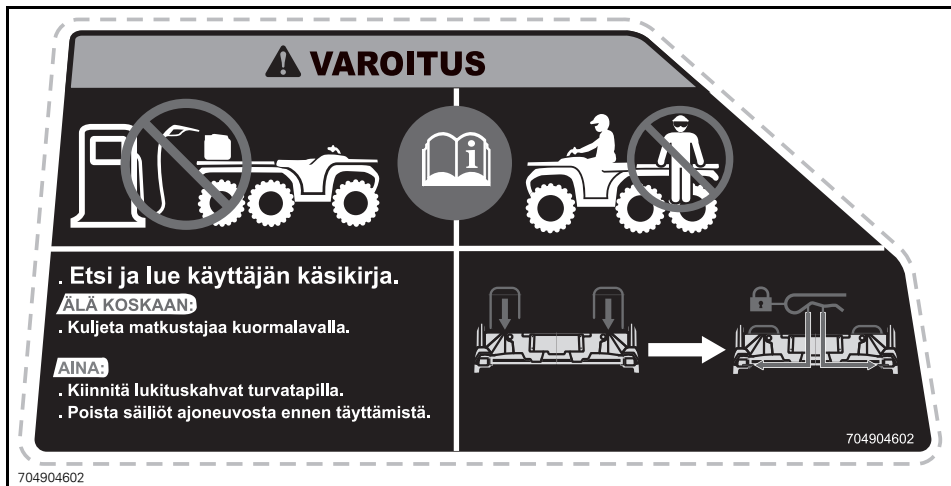 VAROITUS
. Etsi ja lue käyttäjän käsikirja.
ÄLÄ KOSKAAN:
. Kuljeta matkustajaa kuormalavalla.
AINA:
. Kiinnitä lukituskahvat turvatapilla.
. Poista säiliöt ajoneuvosta ennen täyttämistä.
704904602
704904602